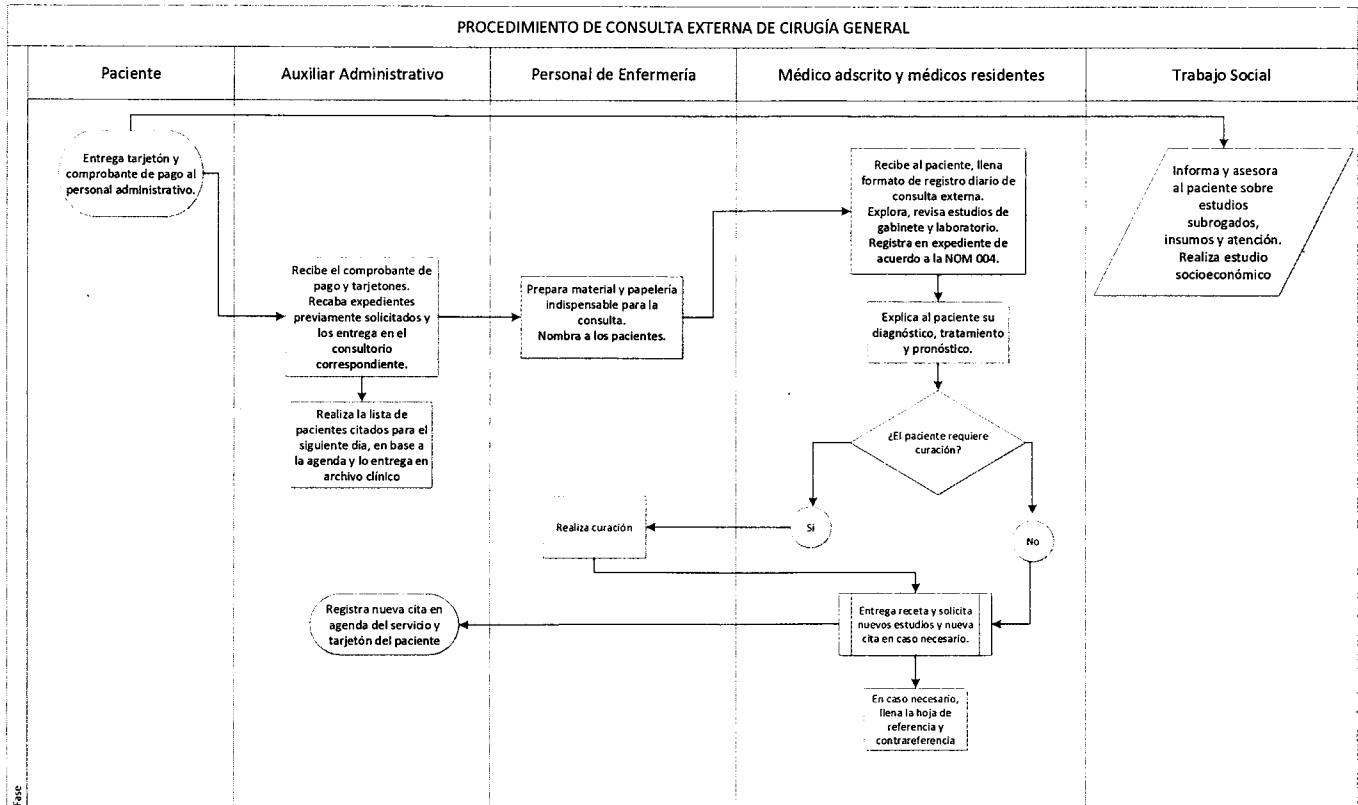 PROCEDIMIENTO DE CONSULTA EXTERNA DE CIRUGÍA GENERAL
Paciente
Auxiliar Administrativo
Personal de Enfermería
Médico adscrito y médicos residentes
Trabajo Social
Entrega tarjetón y
comprobante de pago al
personal administrativo.
Recibe el comprobante de
pago y tarjetones.
Recaba expedientes
previamente solicitados y
los entrega en el
consultorio
correspondiente.
Realiza la lista de
pacientes citados para el
siguiente día, en base a
la agenda y lo entrega en
archivo clínico
Prepara material y papelería
indispensable para la
consulta.
Nombra a los pacientes.
Recibe al paciente, llena
formato de registro diario de
consulta externa.
Explora, revisa estudios de
gabinete y laboratorio.
Registra en expediente de
acuerdo a la NOM 004.
Informa y asesora
al paciente sobre
estudios
subrogados,
insumos y atención.
Realiza estudio
socioeconómico
Explica al paciente su
diagnóstico, tratamiento
y pronóstico.
¿El paciente requiere
curación?
Si
No
Realiza curación
Entrega receta y solicita
nuevos estudios y nueva
cita en caso necesario.
Registra nueva cita en
agenda del servicio y
tarjetón del paciente
En caso necesario,
llena la hoja de
referencia y
contrareferencia
Fase